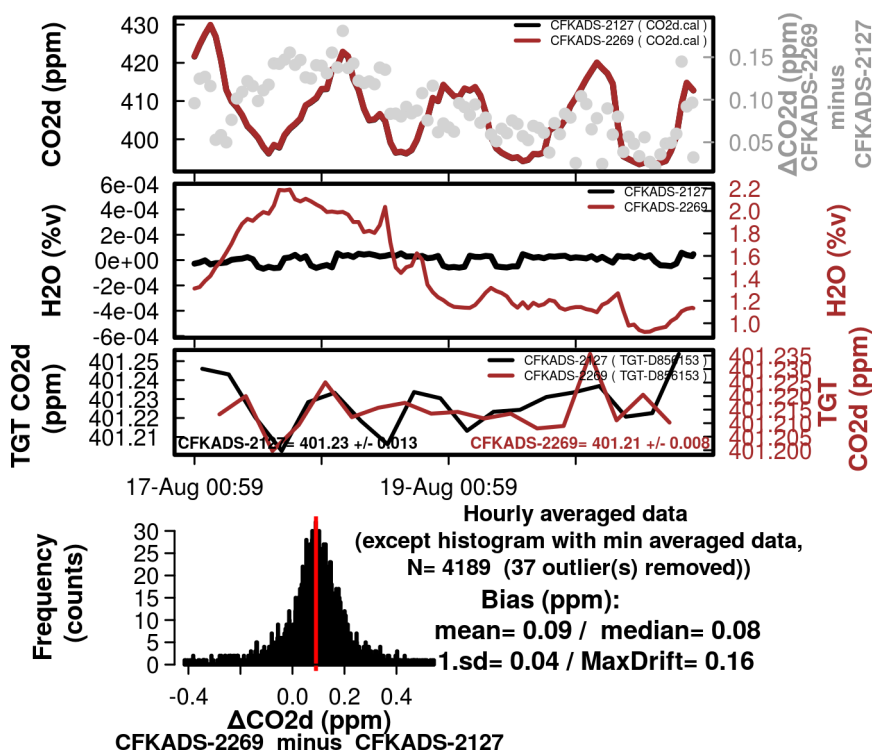 CO2d (ppm)
430
420
410
400
CFKADS-2127 ( CO2d.cal )
CFKADS-2269 ( CO2d.cal )
0.15
0.10
0.05
ΔCO2d (ppm)
CFKADS-2269
minus
CFKADS-2127
H2O (%v)
6e-04
4e-04
2e-04
0e+00
-2e-04
-4e-04
-6e-04
CFKADS-2127
CFKADS-2269
2.2
2.0
1.8
1.6
1.4
1.2
1.0
H2O (%v)
TGT CO2d
(ppm)
401.25
401.24
401.23
401.22
401.21
CFKADS-2127 ( TGT-D856153 )
CFKADS-2269 ( TGT-D856153 )
CFKADS-2127= 401.23 +/- 0.013
CFKADS-2269= 401.21 +/- 0.008
401.235
401.230
401.225
401.220
401.215
401.210
401.205
401.200
TGT
CO2d (ppm)
17-Aug 00:59
19-Aug 00:59
Frequency
(counts)
30
25
20
15
10
5
0
-0.4
0.0
0.2
0.4
ΔCO2d (ppm)
CFKADS-2269 minus CFKADS-2127
Hourly averaged data
(except histogram with min averaged data,
N= 4189 (37 outlier(s) removed))
Bias (ppm):
mean= 0.09 / median= 0.08
1.sd= 0.04 / MaxDrift= 0.16